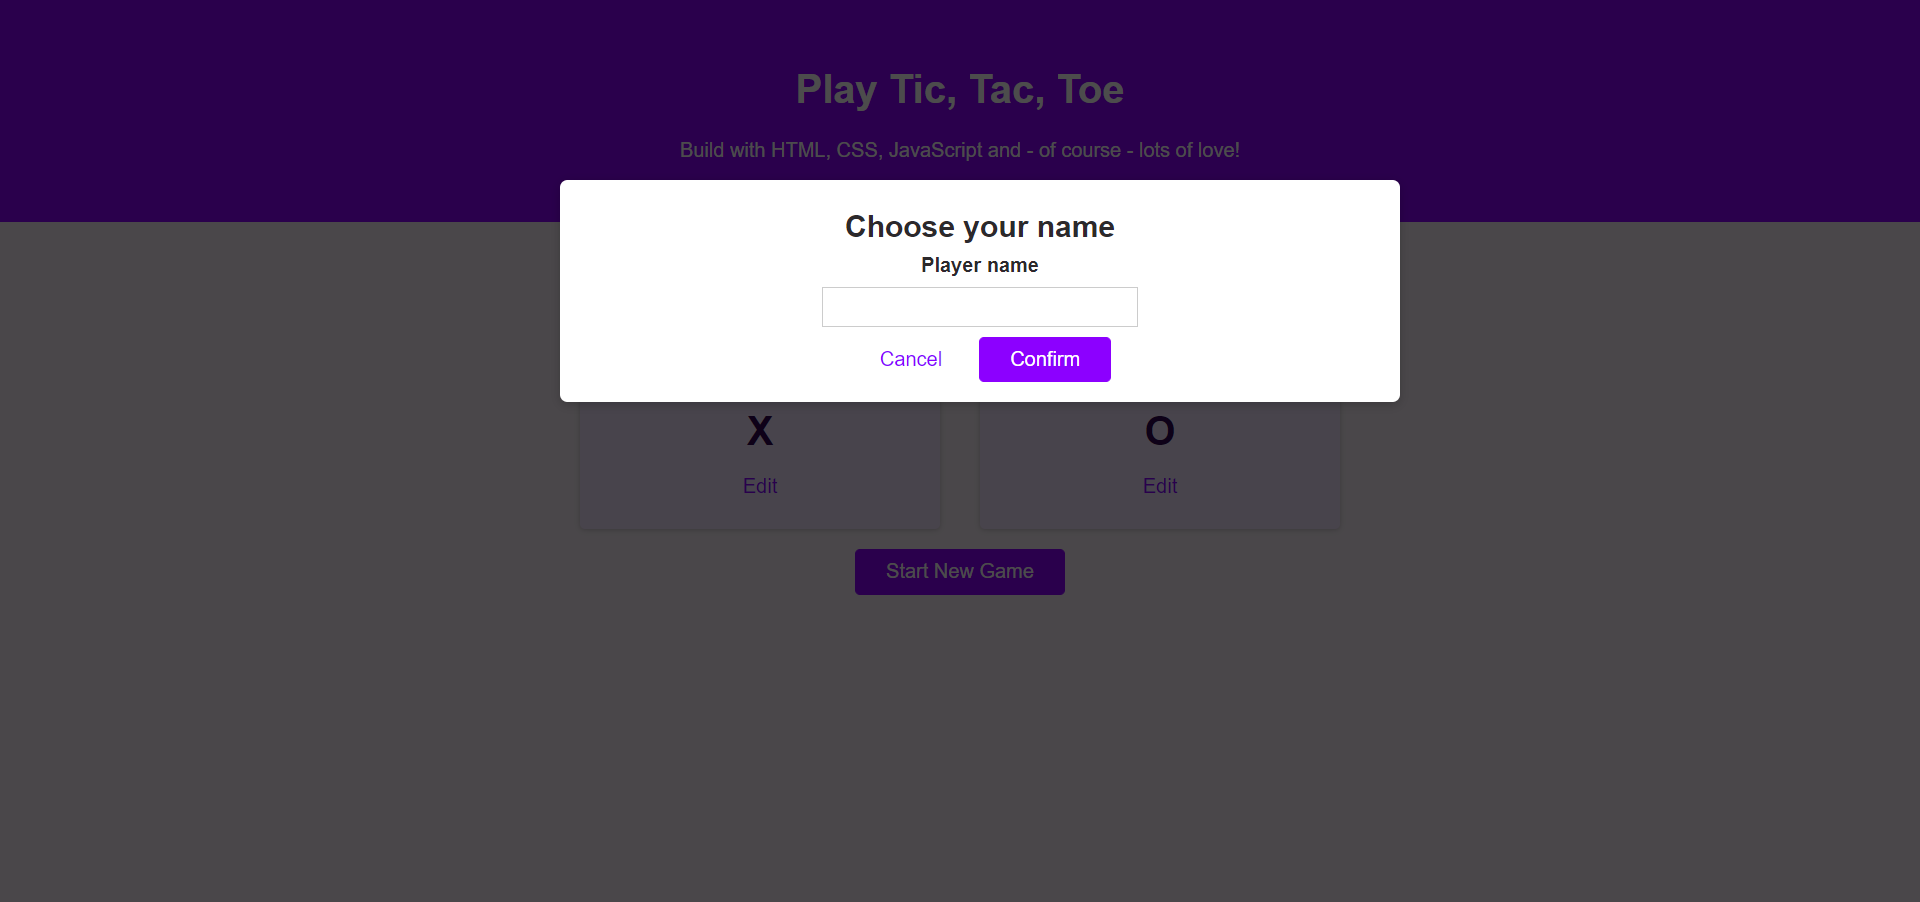 Play Tic, Tac, Toe
Build with HTML, CSS, JavaScript and - of course - lots of love!
Choose your name
Player name
Cancel Confirm
X O
Edit Edit
Start New Game